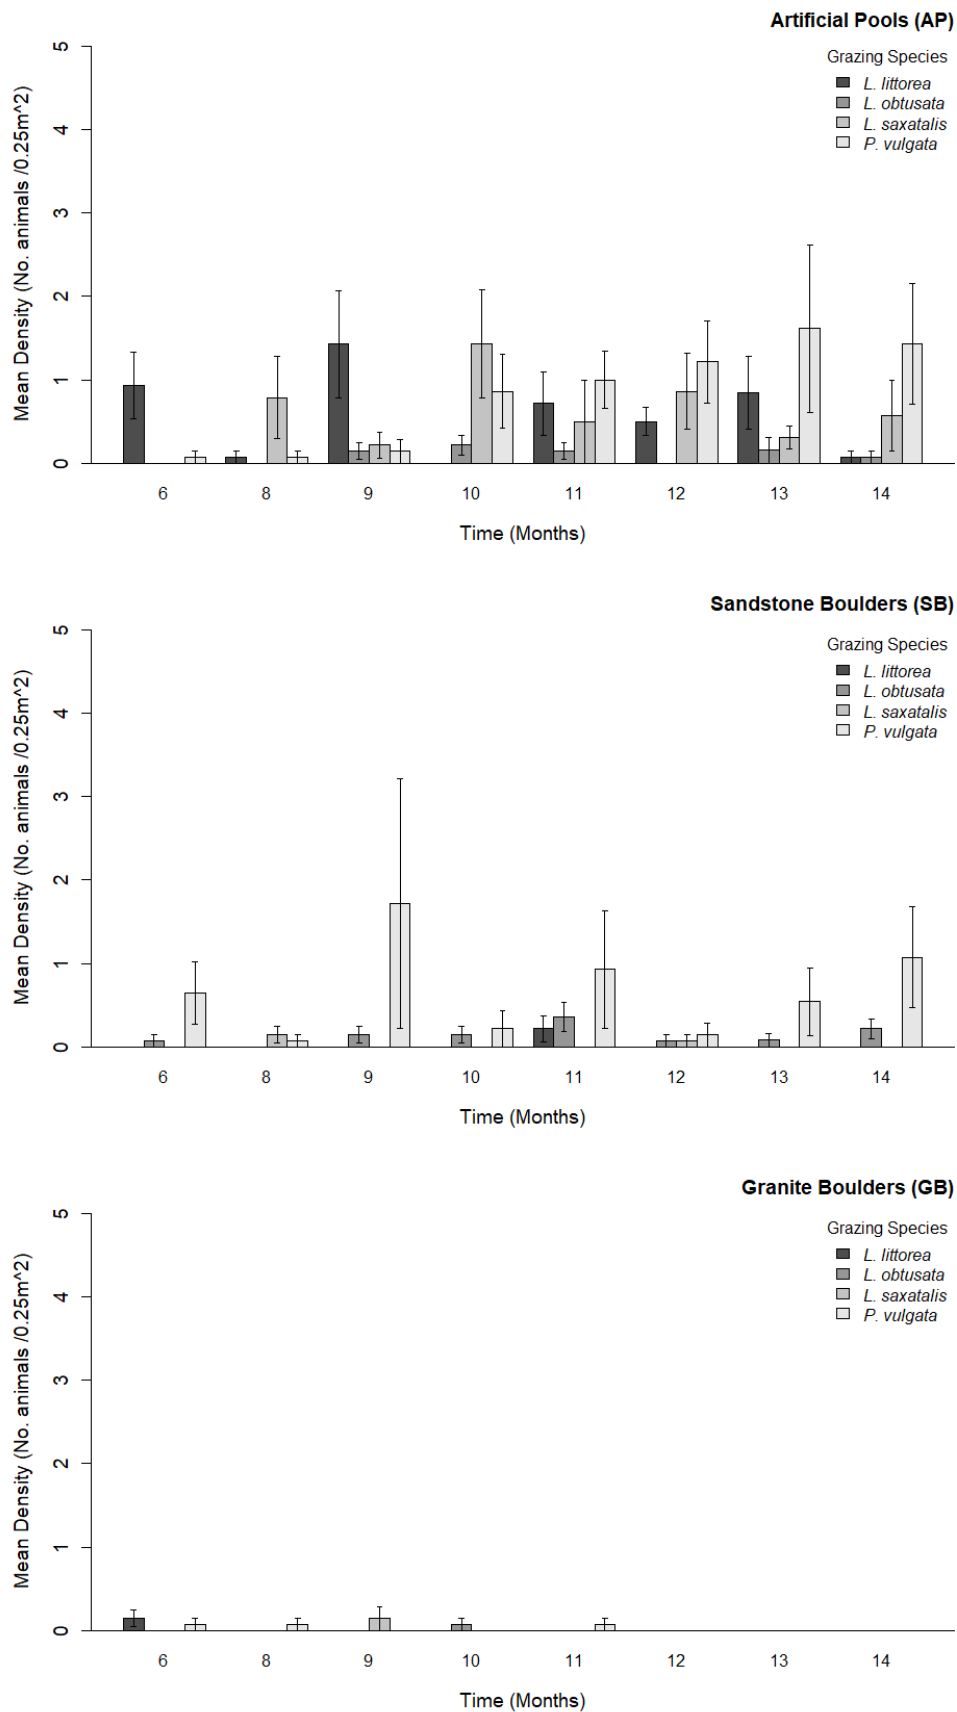 Artificial Pools (AP)
Grazing Species
L. littorea
L. obtusata
L. saxatalis
P. vulgata
Mean Density (No. animals /0.25m^2)
5
4
3
2
1
0
6 8 9 10 11 12 13 14
Time (Months)
Sandstone Boulders (SB)
Grazing Species
L. littorea
L. obtusata
L. saxatalis
P. vulgata
Mean Density (No. animals /0.25m^2)
5
4
3
2
1
0
6 8 9 10 11 12 13 14
Time (Months)
Granite Boulders (GB)
Grazing Species
L. littorea
L. obtusata
L. saxatalis
P. vulgata
Mean Density (No. animals /0.25m^2)
5
4
3
2
1
0
6 8 9 10 11 12 13 14
Time (Months)